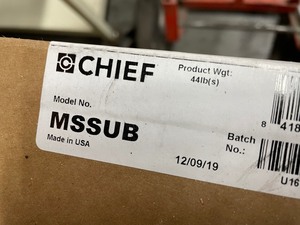 CHIEF
Product Wgt:
44lb(s)
Model No.
MSSUB
Made in USA
Batch
No.:
12/09/19
8 418
U16